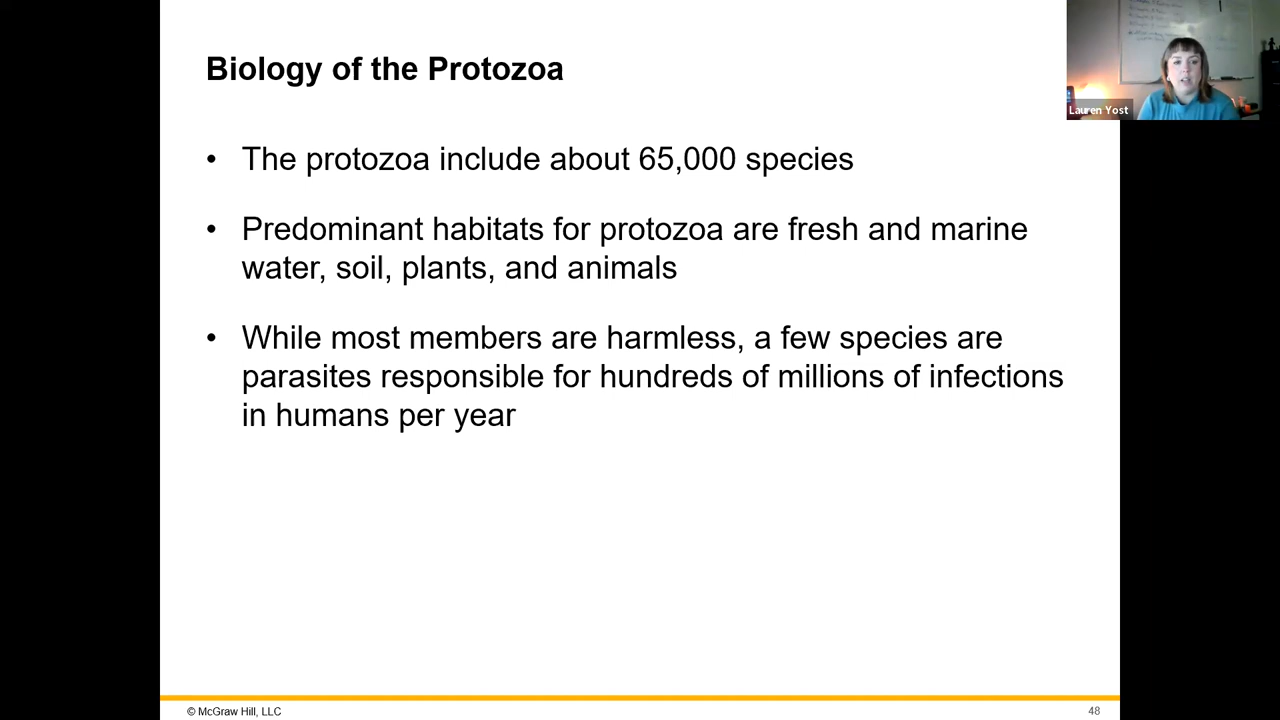 Biology of the Protozoa
Lauren Yost
• The protozoa include about 65,000 species
• Predominant habitats for protozoa are fresh and marine
water, soil, plants, and animals
• While most members are harmless, a few species are
parasites responsible for hundreds of millions of infections
in humans per year
© McGraw Hill, LLC
48